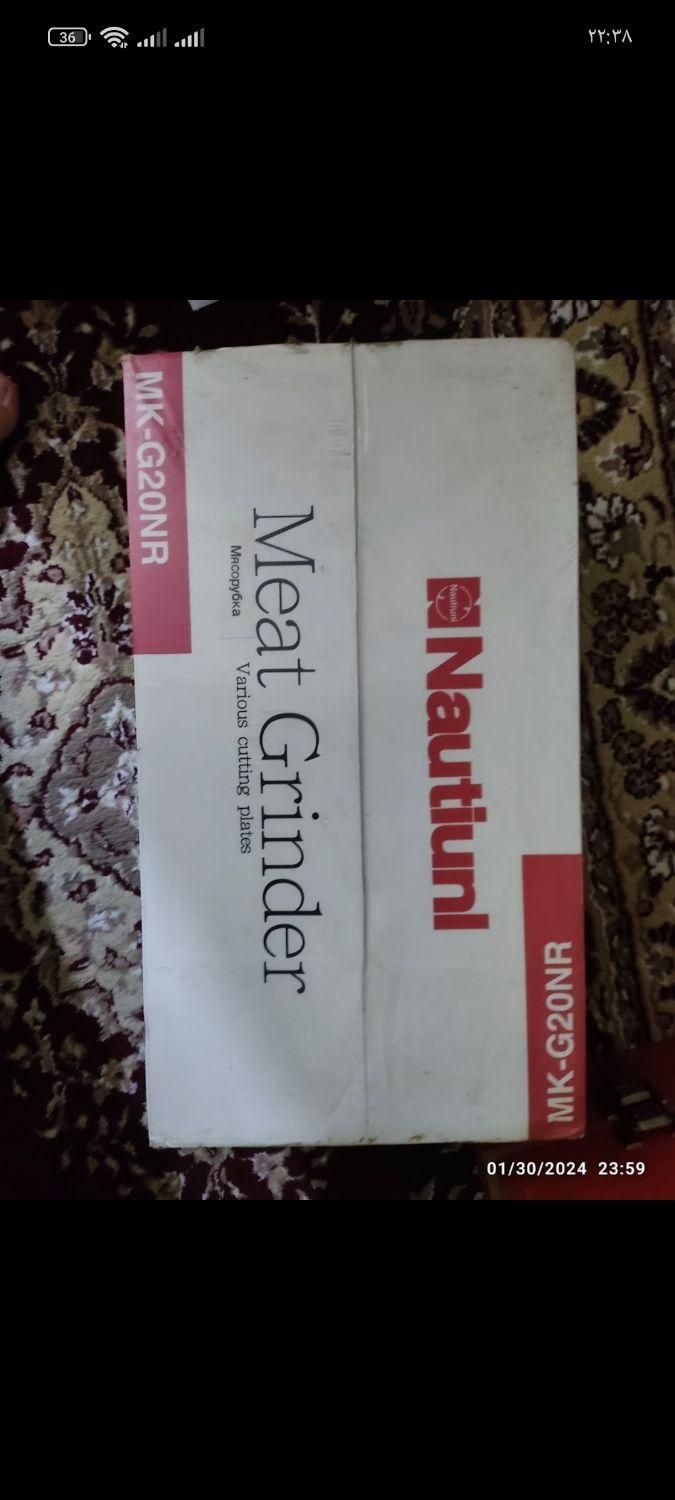 36
۲۲:۳۸
MK-G20NR
Meat Grinder
Мясорубка
Various cutting plates
Nautiuni
Nautiunl
MK-G20NR
01/30/2024 23:59